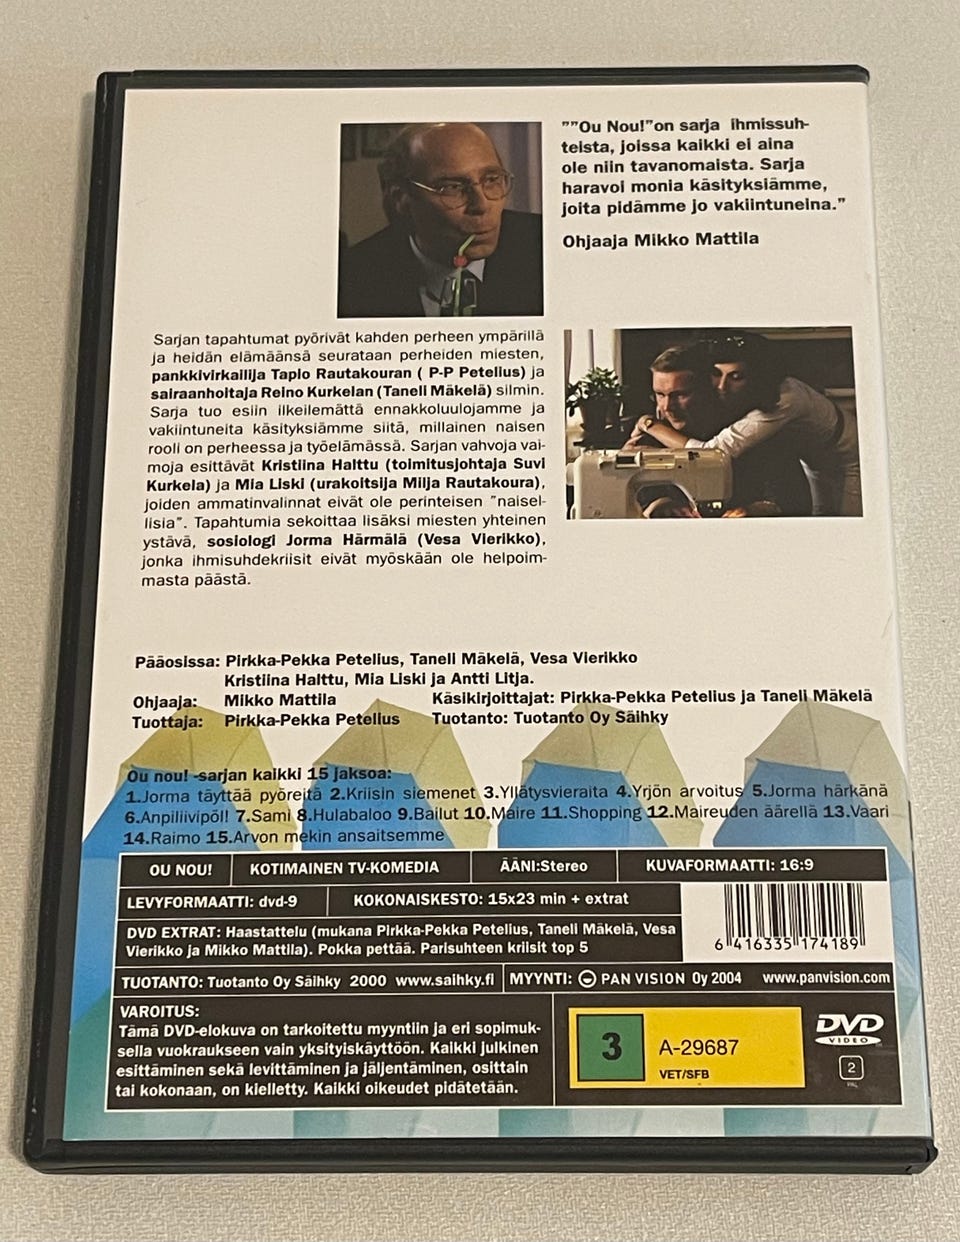 ””Ou Nou!”on sarja ihmissuh-
teista, joissa kaikki ei aina
ole niin tavanomaista. Sarja
haravoi monia käsityksiämme,
joita pidämme jo vakiintuneina.”
Ohjaaja Mikko Mattila
Sarjan tapahtumat pyörivät kahden perheen ympärillä
ja heidän elämäänsä seurataan perheiden miesten,
pankkivirkailija Tapio Rautakouran ( P-P Petelius) ja
sairaanhoitaja Reino Kurkelan (Taneli Mäkelä) silmin.
Sarja tuo esiin ilkeilemättä ennakkoluulojamme ja
vakiintuneita käsityksiämme siitä, millainen naisen
rooli on perheessa ja työelämässä. Sarjan vahvoja vai-
moja esittävät Kristiina Halttu (toimitusjohtaja Suvi
Kurkela) ja Mia Liski (urakoitsija Milja Rautakoura),
joiden ammatinvalinnat eivät ole perinteisen ”naisel-
lisia”. Tapahtumia sekoittaa lisäksi miesten yhteinen
ystävä, sosiologi Jorma Härmälä (Vesa Vierikko),
jonka ihmisuhdekriisit eivät myöskään ole helpoim-
masta päästä.
Pääosissa: Pirkka-Pekka Petelius, Taneli Mäkelä, Vesa Vierikko
Kristiina Halttu, Mia Liski ja Antti Litja.
Ohjaaja: Mikko Mattila Käsikirjoittajat: Pirkka-Pekka Petelius ja Taneli Mäkelä
Tuottaja: Pirkka-Pekka Petelius Tuotanto: Tuotanto Oy Säihky
Ou nou! -sarjan kaikki 15 jaksoa:
1.Jorma täyttää pyöreitä 2.Kriisin siemenet 3.Yllätysvieraita 4.Yrjön arvoitus 5.Jorma härkänä
6.Anpiliivipöl! 7.Sami 8.Hulabaloo 9.Bailut 10.Maire 11.Shopping 12.Maireuden äärellä 13.Vaari
14.Raimo 15.Arvon mekin ansaitsemme
OU NOU! KOTIMAINEN TV-KOMEDIA ÄÄNI:Stereo KUVAFORMAATTI: 16:9
LEVYFORMAATTI: dvd-9 KOKONAISKESTO: 15x23 min + extrat
DVD EXTRAT: Haastattelu (mukana Pirkka-Pekka Petelius, Taneli Mäkelä, Vesa
Vierikko ja Mikko Mattila). Pokka pettää. Parisuhteen kriisit top 5
6 416335 174189
TUOTANTO: Tuotanto Oy Säihky 2000 www.saihky.fi MYYNTI: PAN VISION Oy 2004 www.panvision.com
VAROITUS:
Tämä DVD-elokuva on tarkoitettu myyntiin ja eri sopimuk-
sella vuokraukseen vain yksityiskäyttöön. Kaikki julkinen
esittäminen sekä levittäminen ja jäljentäminen, osittain
tai kokonaan, on kielletty. Kaikki oikeudet pidätetään.
3 A-29687
VET/SFB
DVD
VIDEO
2
PAL